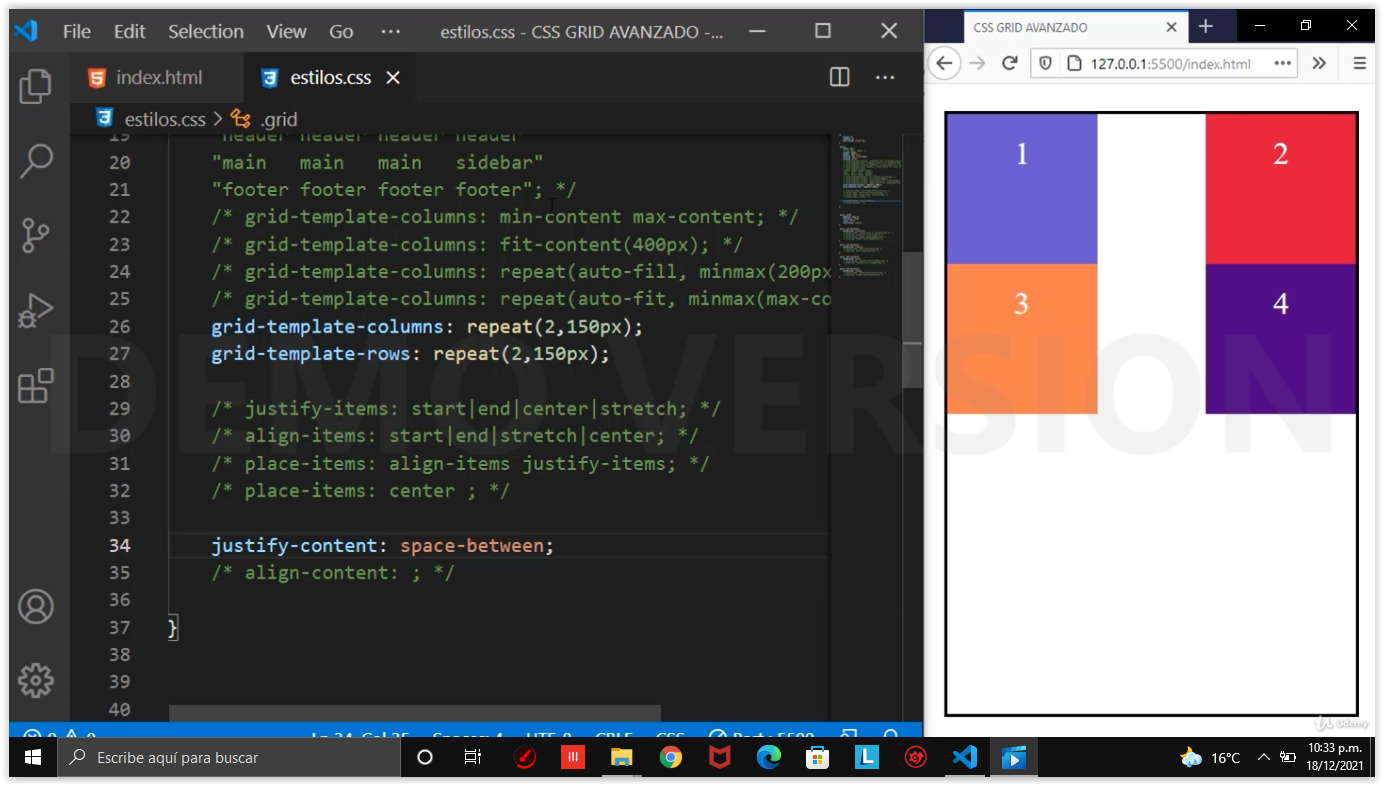 File Edit Selection View Go ··· estilos.css - CSS GRID AVANZADO -...
index.html estilos.css
estilos.css > .grid
19 "header header header header"
20 "main main main sidebar"
21 "footer footer footer footer"; */
22 /* grid-template-columns: min-content max-content; */
23 /* grid-template-columns: fit-content(400px); */
24 /* grid-template-columns: repeat(auto-fill, minmax(200px
25 /* grid-template-columns: repeat(auto-fit, minmax(max-co
26 grid-template-columns: repeat(2,150px);
27 grid-template-rows: repeat(2,150px);
28
29 /* justify-items: start|end|center|stretch; */
30 /* align-items: start|end|stretch|center; */
31 /* place-items: align-items justify-items; */
32 /* place-items: center ; */
33
34 justify-content: space-between;
35 /* align-content: ; */
36
37 }
38
39
40
Ln 34, Col 35 Spaces: 4 UTF-8 CRLF CSS Port: 5500
CSS GRID AVANZADO
127.0.0.1:5500/index.html
1 2
3 4
DEMO VERSION
Udemy
Escribe aquí para buscar
16°C
10:33 p.m.
18/12/2021